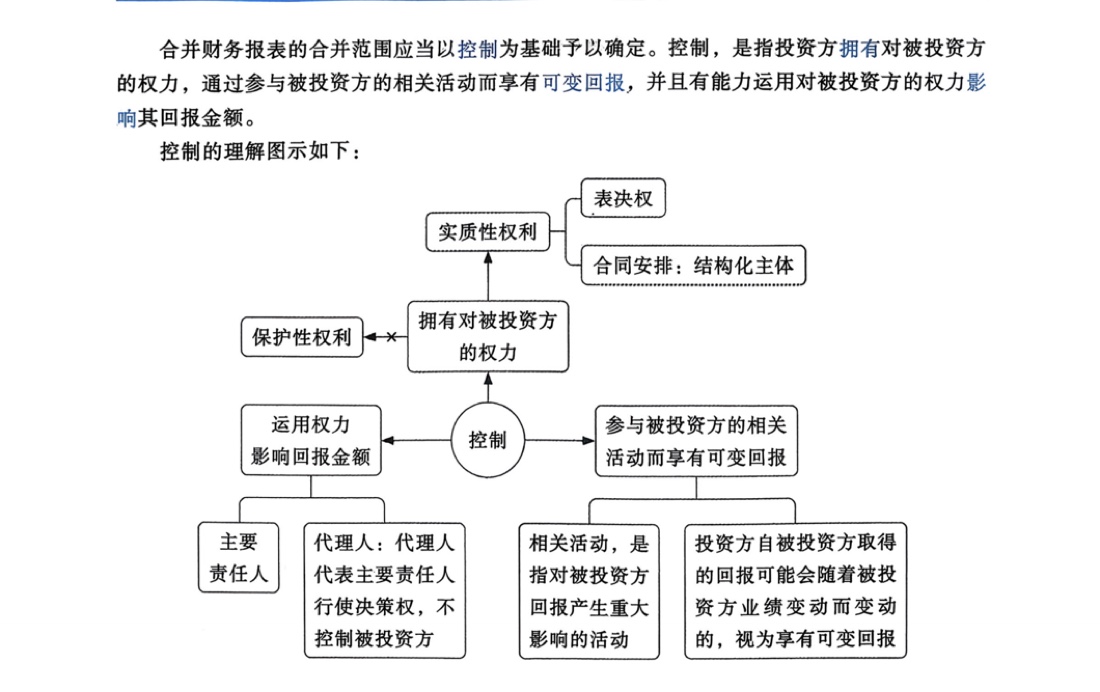 合并财务报表的合并范围应当以控制为基础予以确定。控制，是指投资方拥有对被投资方
的权力，通过参与被投资方的相关活动而享有可变回报，并且有能力运用对被投资方的权力影
响其回报金额。
控制的理解图示如下：
表决权
实质性权利
合同安排：结构化主体
拥有对被投资方
的权力
保护性权利
×
运用权力
影响回报金额
控制
参与被投资方的相关
活动而享有可变回报
主要
责任人
代理人：代理人
代表主要责任人
行使决策权，不
控制被投资方
相关活动，是
指对被投资方
回报产生重大
影响的活动
投资方自被投资方取得
的回报可能会随着被投
资方业绩变动而变动
的，视为享有可变回报